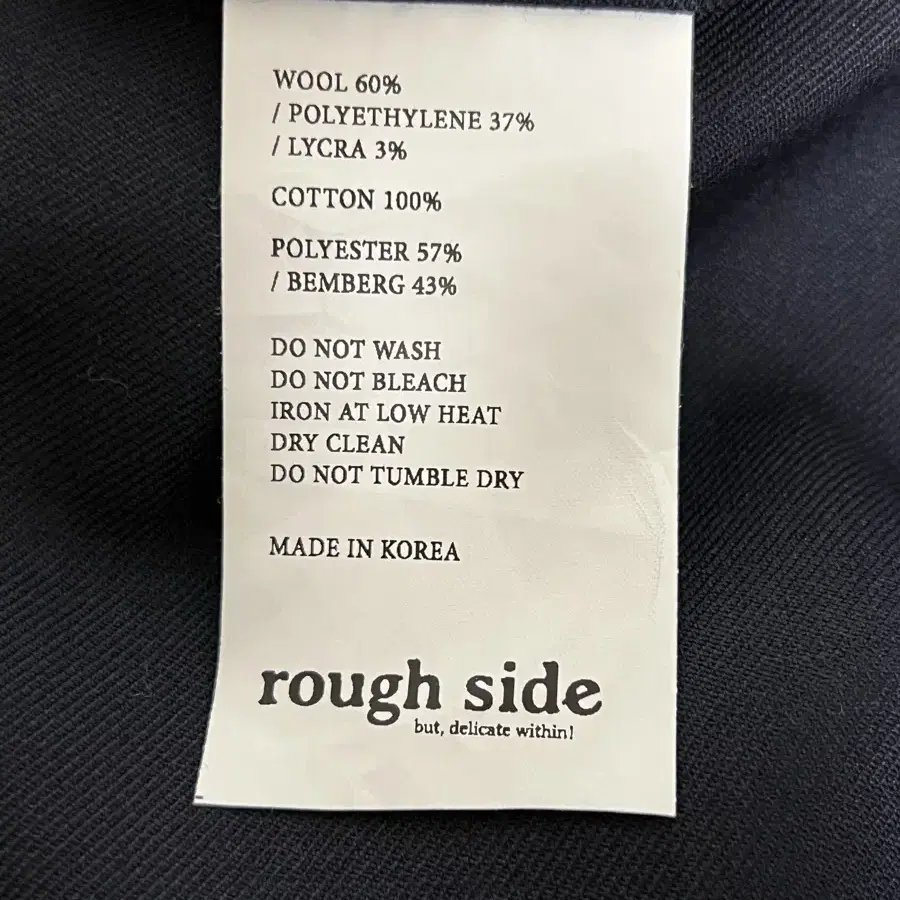 WOOL 60%
/ POLYETHYLENE 37%
/ LYCRA 3%
COTTON 100%
POLYESTER 57%
/ BEMBERG 43%
DO NOT WASH
DO NOT BLEACH
IRON AT LOW HEAT
DRY CLEAN
DO NOT TUMBLE DRY
MADE IN KOREA
rough side
but, delicate within!